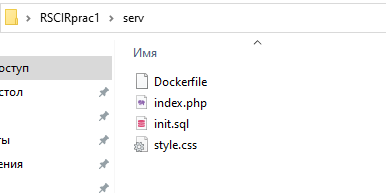 RSCIRprac1 > serv
Имя
оступ
Dockerfile
стол
index.php
init.sql
ты
style.css
ения